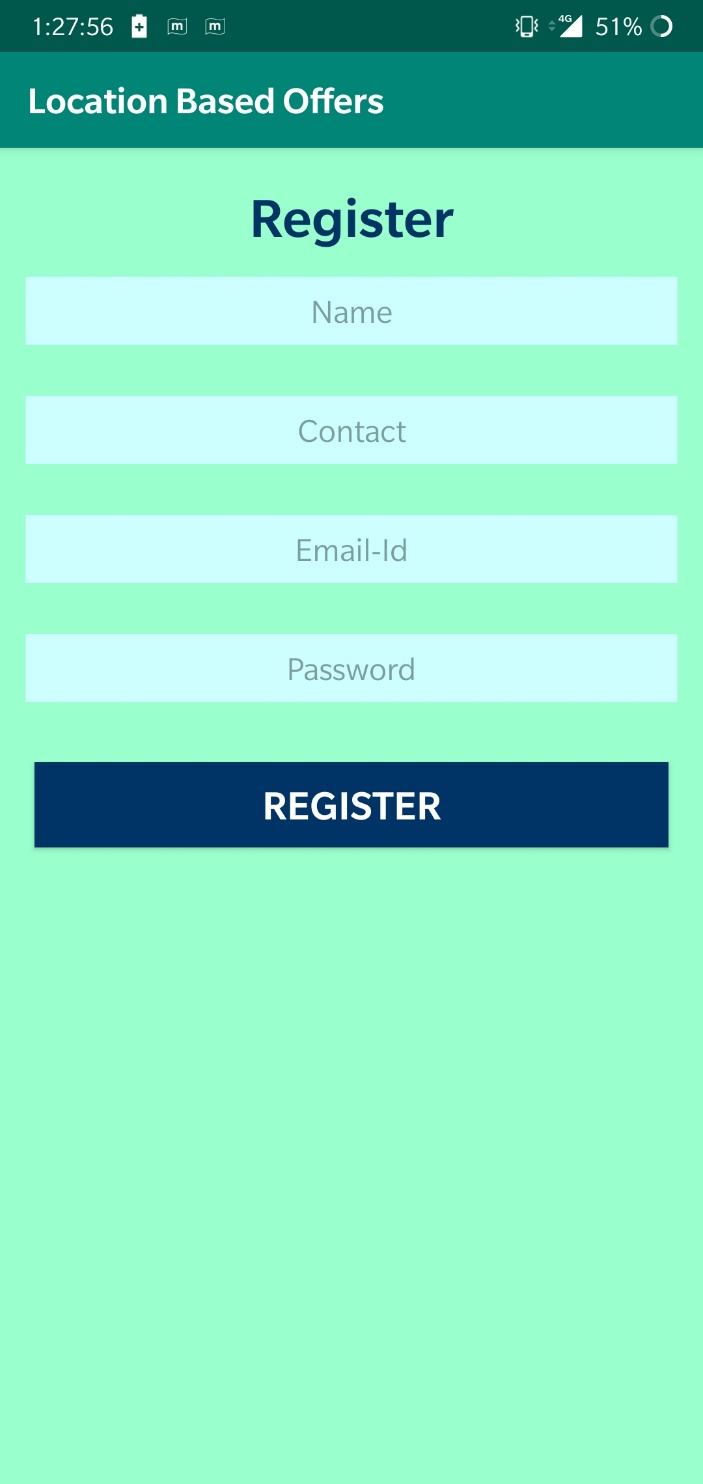 1:27:56 m m 4G 51%
Location Based Offers
Register
Name
Contact
Email-Id
Password
REGISTER